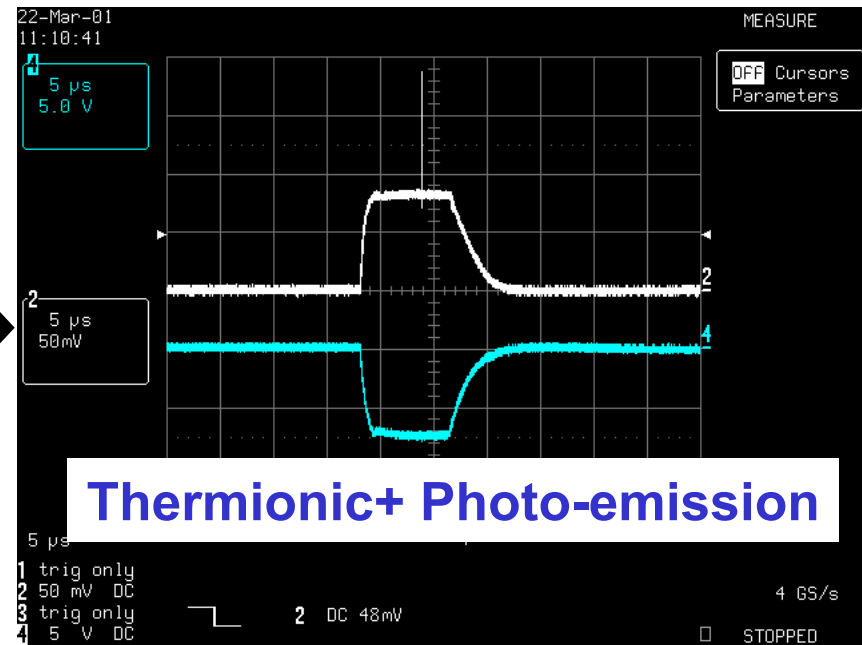 22-Mar-01
11:10:41
MEASURE
4
5 µs
5.0 V
OFF Cursors
Parameters
2
5 µs
50mV
2
4
Thermionic+ Photo-emission
5 µs
1 trig only
2 50 mV DC
3 trig only
4 5 V DC
2 DC 48mV
4 GS/s
STOPPED